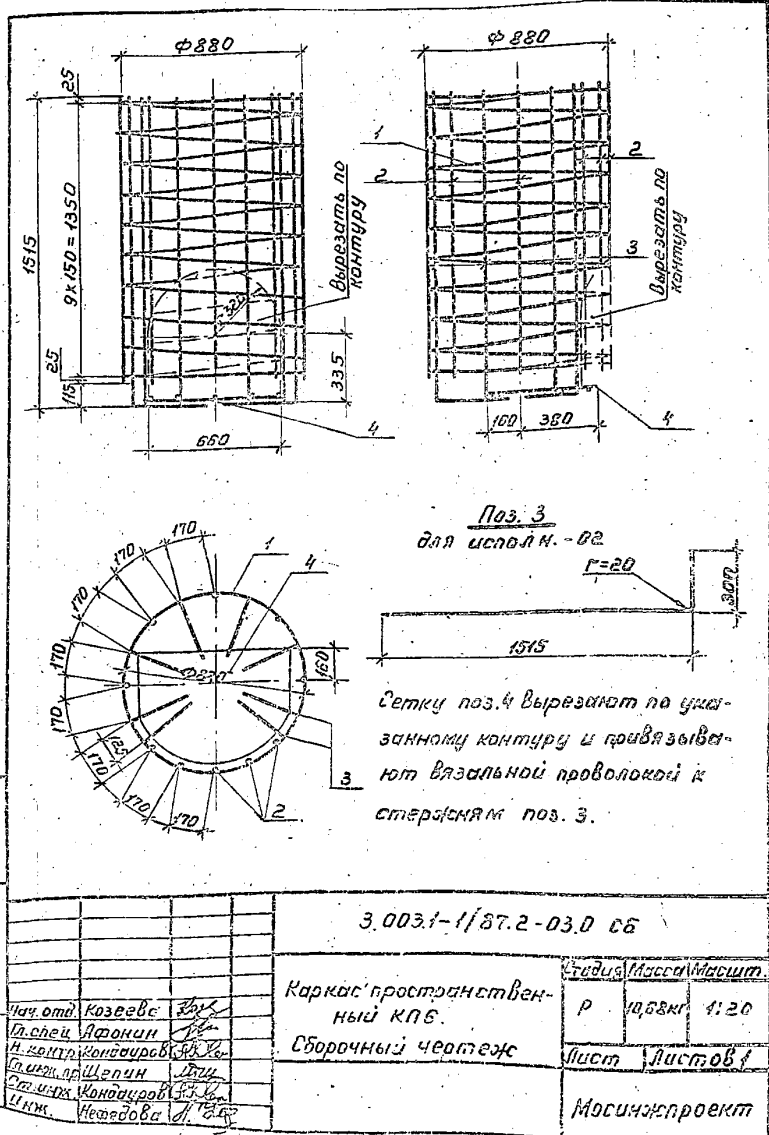 Ф880
Ф880
25
1515
9х150=1350
25
115
Вырезать по
контуру
335
660
4
1
2
2
3
Вырезать по
контуру
160
380
4
170
170
170
170
170
170
170
170
125
1
4
160
3
2
Поз. 3
для исполн. - 02
r=20
300
1515
Сетку поз. 4 вырезают по ука-
занному контуру и привязыва-
ют вязальной проволокой к
стержням поз. 3.
3.003.1-1/87.2-03.0 СБ
Каркас пространствен-
ный КП6.
Сборочный чертеж
Стадия Масса Масшт.
Р 10,68кг 1:20
Лист Листов 1
Мосинжпроект
Нач. отд. Козеева
Гл. спец. Афонин
Н. контр. Кондауров
Гл. инж. пр. Щепин
Ст. инж. Кондауров
Инж. Нефедова